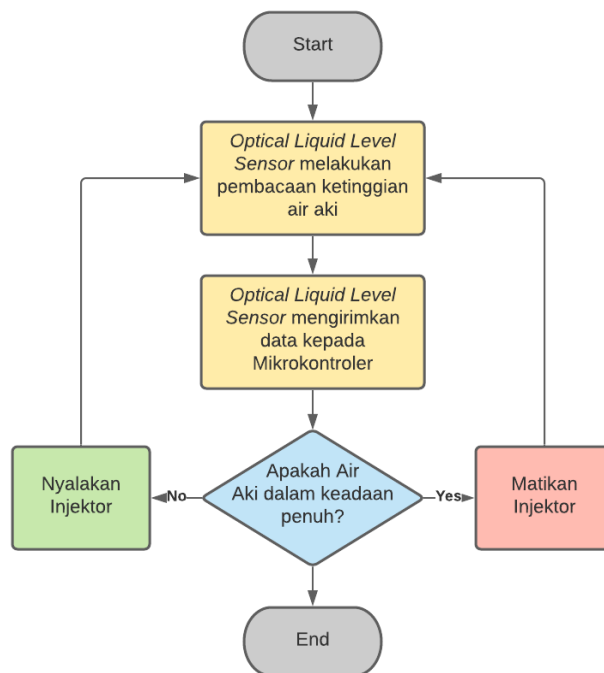 Start
Optical Liquid Level
Sensor melakukan
pembacaan ketinggian
air aki
Optical Liquid Level
Sensor mengirimkan
data kepada
Mikrokontroler
Nyalakan
Injektor
No
Apakah Air
Aki dalam keadaan
penuh?
Yes
Matikan
Injektor
End